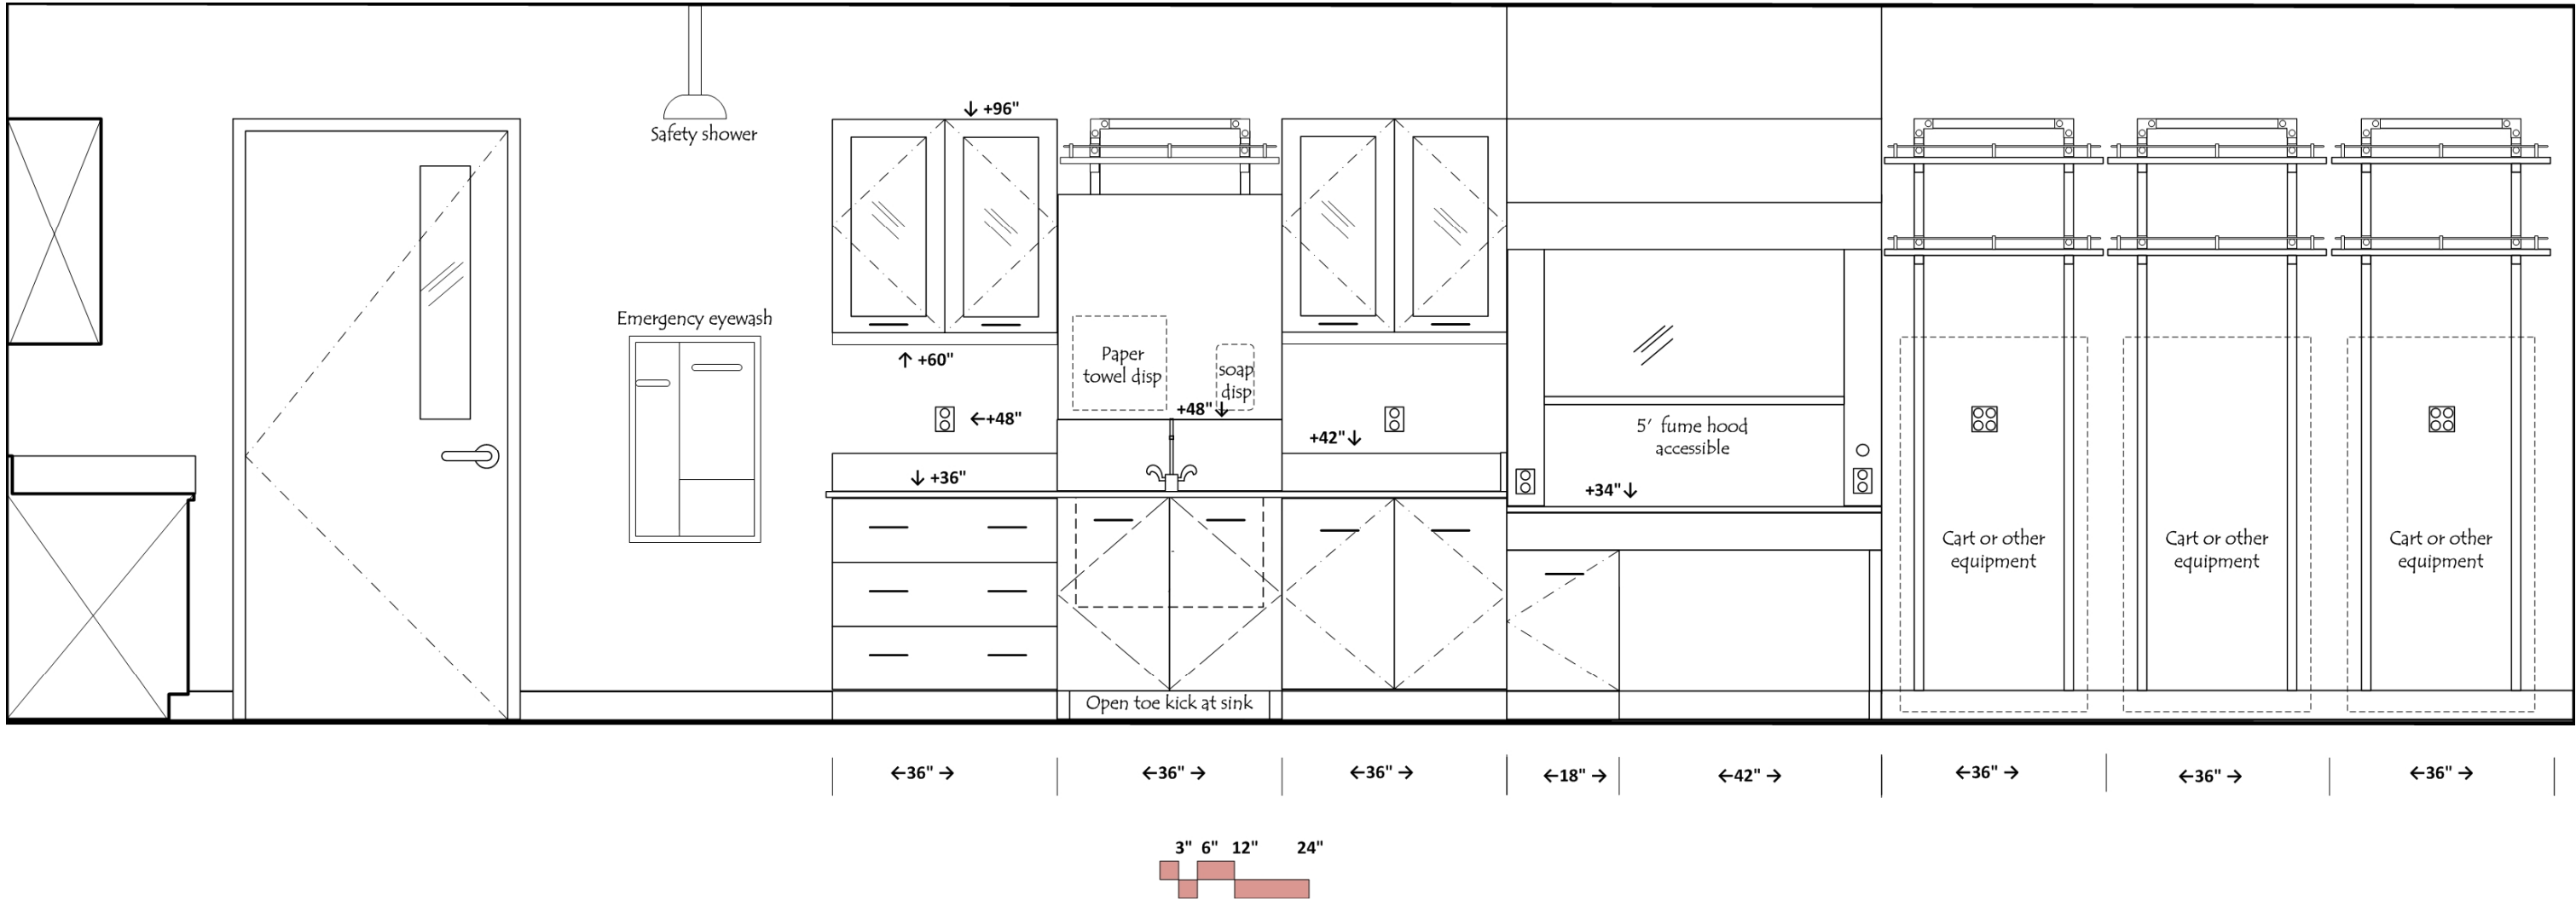 ↓ +96"
Safety shower
Emergency eyewash
↑ +60"
Paper
towel disp
soap
disp
←+48"
+48"↓
+42"↓
5' fume hood
accessible
↓ +36"
+34"↓
Cart or other
equipment
Cart or other
equipment
Cart or other
equipment
Open toe kick at sink
←36" →
←36" →
←36" →
←18" →
←42" →
←36" →
←36" →
←36" →
3" 6" 12" 24"